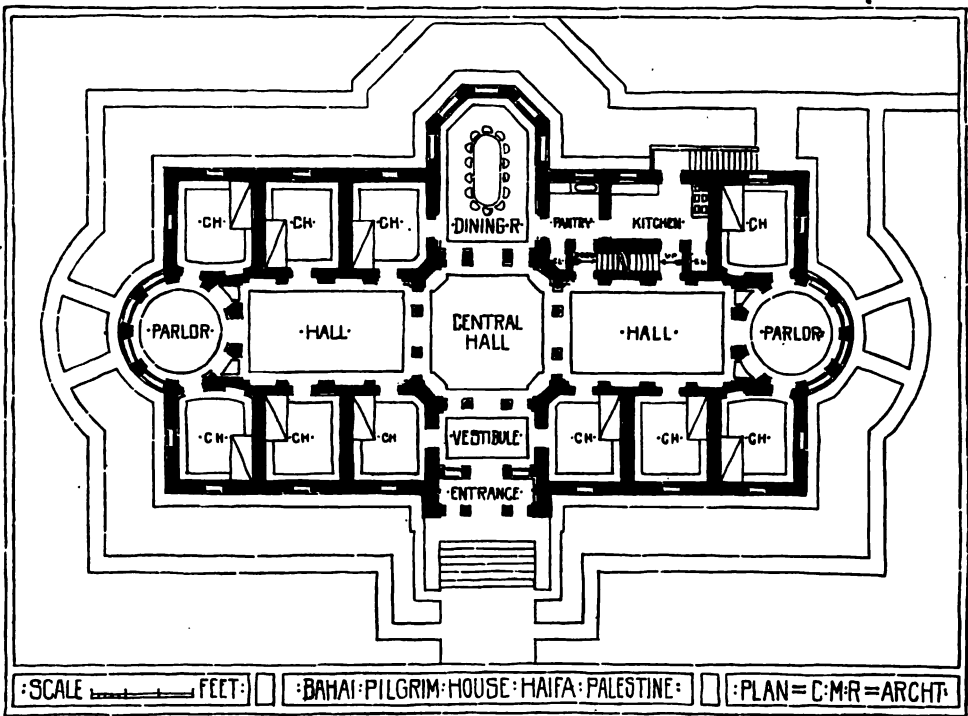 ·CH· ·CH· ·CH· ·DINING·R· ·PANTRY· KITCHEN· ·CH·
UP
·PARLOR· ·HALL· CENTRAL HALL ·HALL· ·PARLOR·
·CH· ·CH· ·CH· ·VESTIBULE· ·CH· ·CH· ·CH·
·ENTRANCE·
:SCALE FEET: :BAHAI:PILGRIM:HOUSE:HAIFA:PALESTINE: :PLAN=C:M:R=ARCHT: